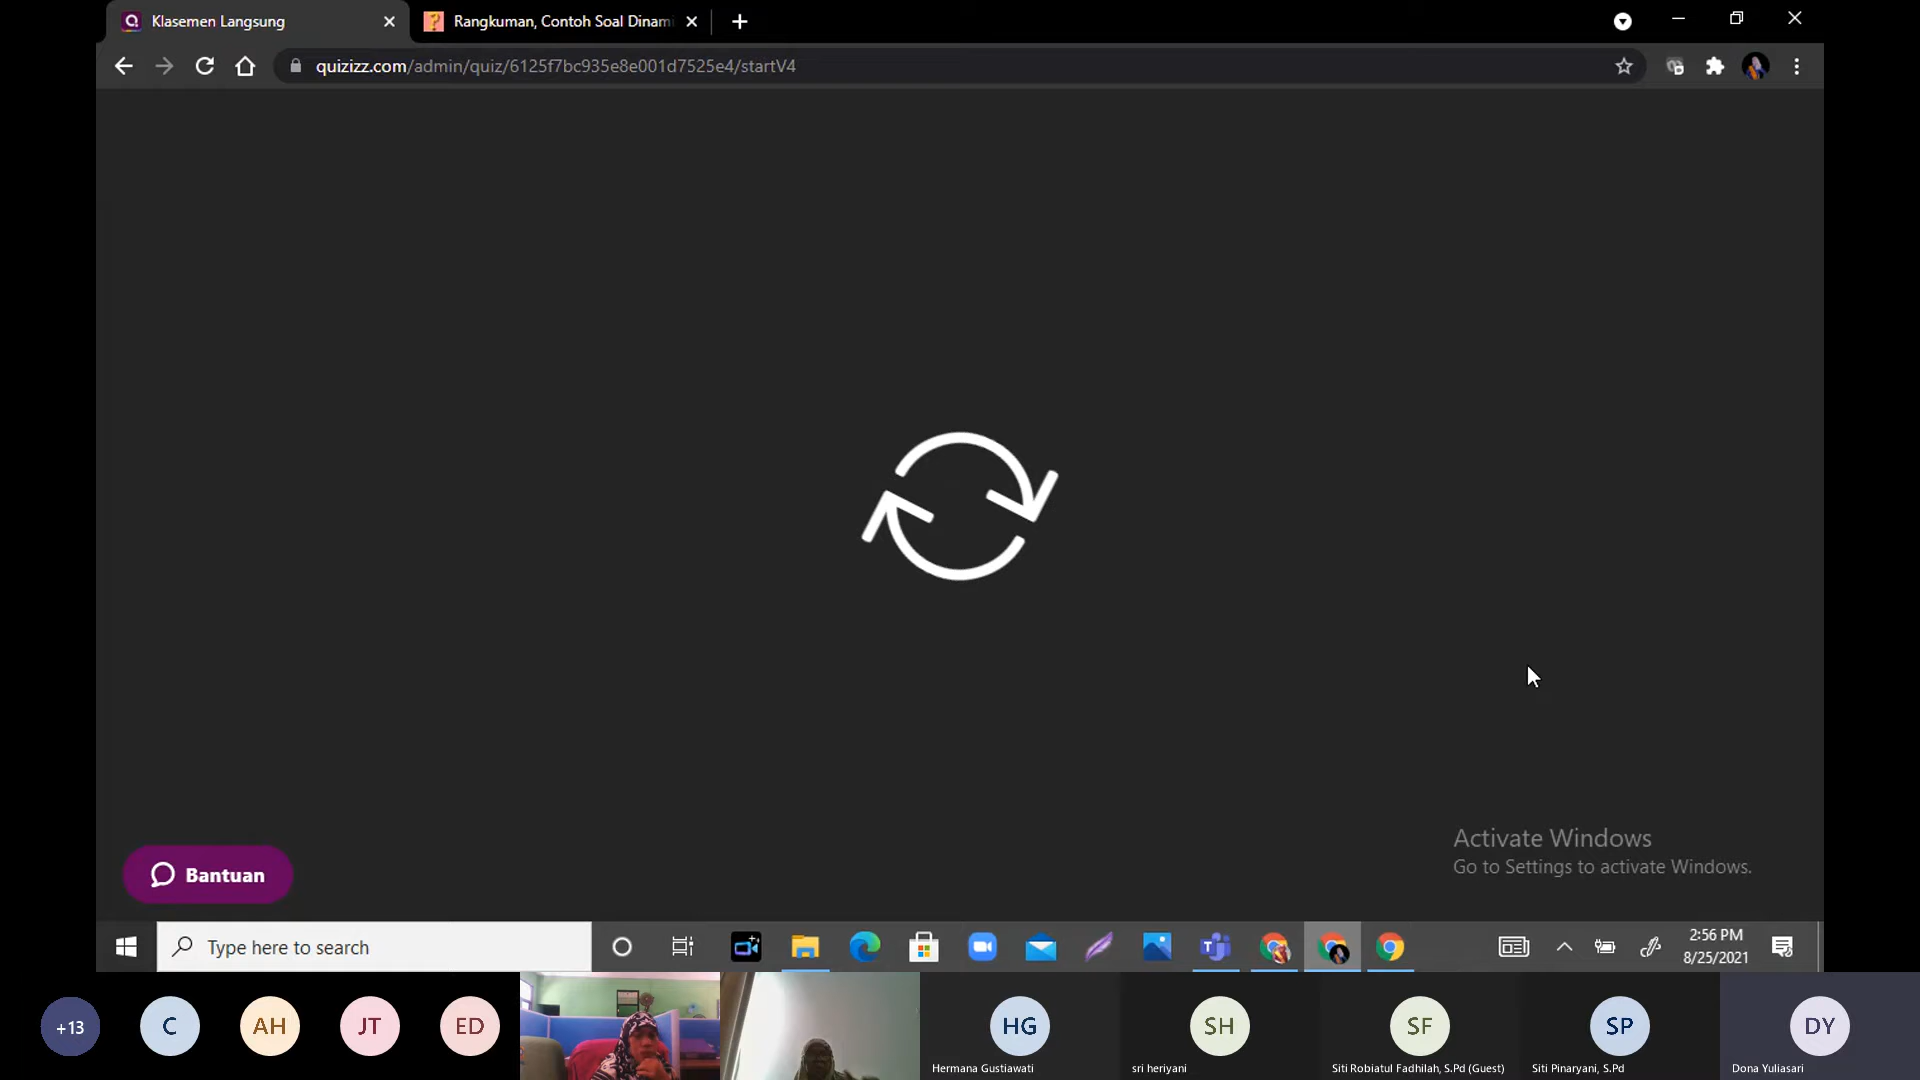 Klasemen Langsung
Rangkuman, Contoh Soal Dinam
quizizz.com/admin/quiz/6125f7bc935e8e001d7525e4/startV4
Activate Windows
Go to Settings to activate Windows.
Bantuan
Type here to search
2:56 PM
8/25/2021
+13
C
AH
JT
ED
HG
SH
SF
SP
DY
Hermana Gustiawati
sri heriyani
Siti Robiatul Fadhilah, S.Pd (Guest)
Siti Pinaryani, S.Pd
Dona Yuliasari